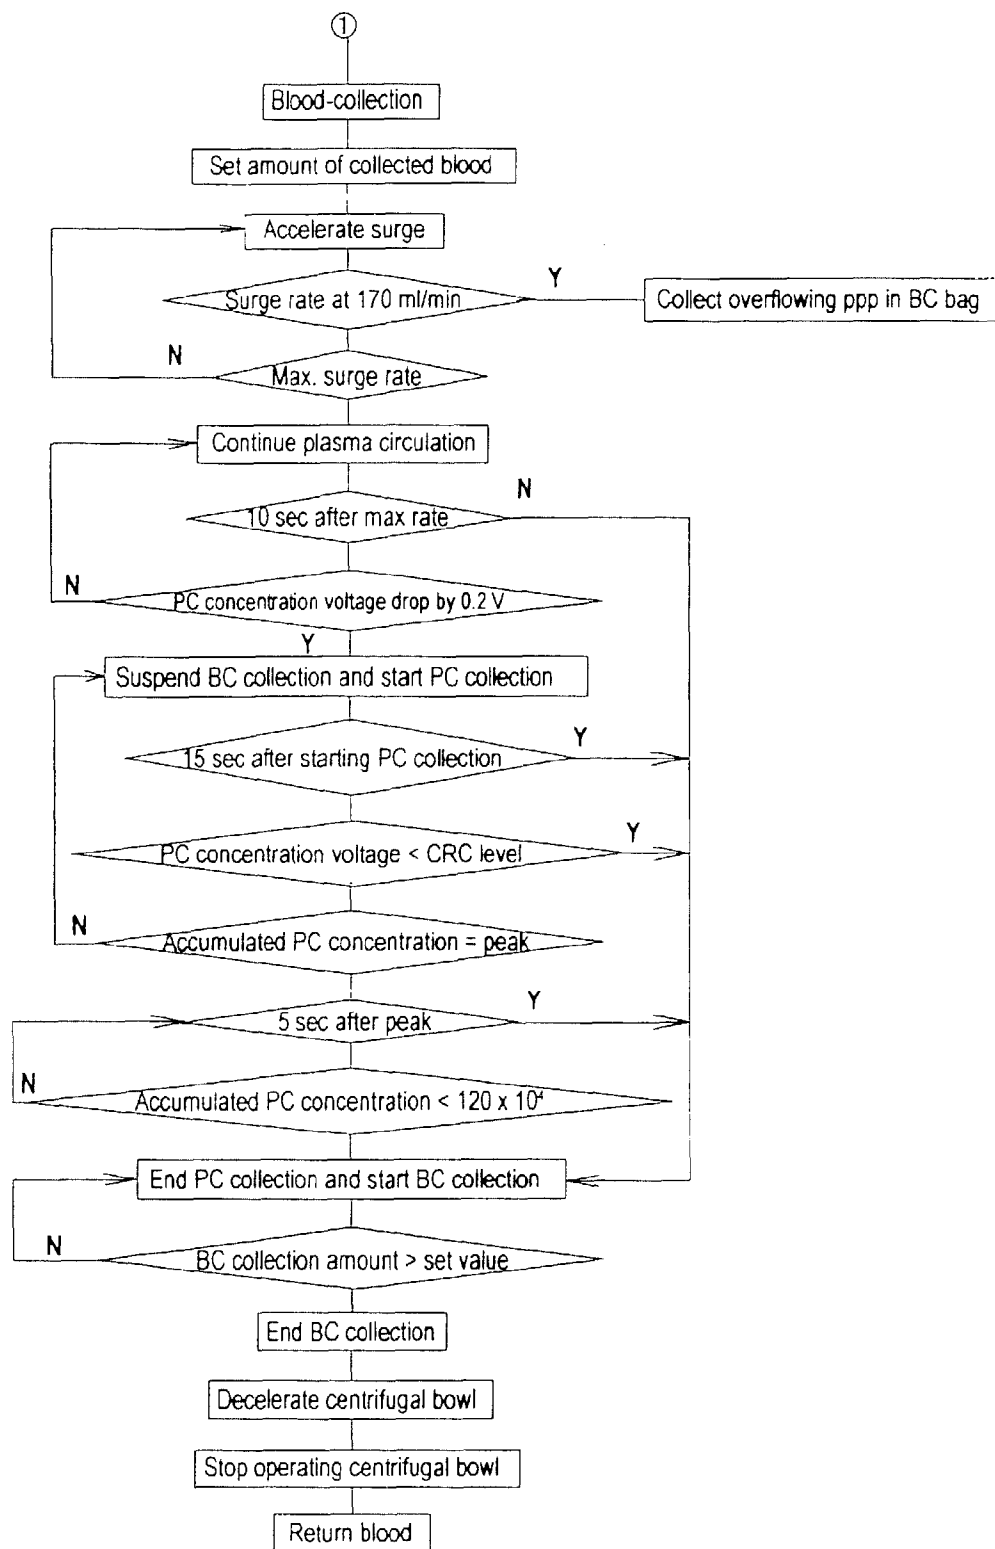 1
Blood-collection
Set amount of collected blood
Accelerate surge
Y
Surge rate at 170 ml/min
Collect overflowing ppp in BC bag
N
Max. surge rate
Continue plasma circulation
N
10 sec after max rate
N
PC concentration voltage drop by 0.2 V
Y
Suspend BC collection and start PC collection
Y
15 sec after starting PC collection
Y
PC concentration voltage < CRC level
N
Accumulated PC concentration = peak
Y
5 sec after peak
N
Accumulated PC concentration < 120 x 10⁴
End PC collection and start BC collection
N
BC collection amount > set value
End BC collection
Decelerate centrifugal bowl
Stop operating centrifugal bowl
Return blood